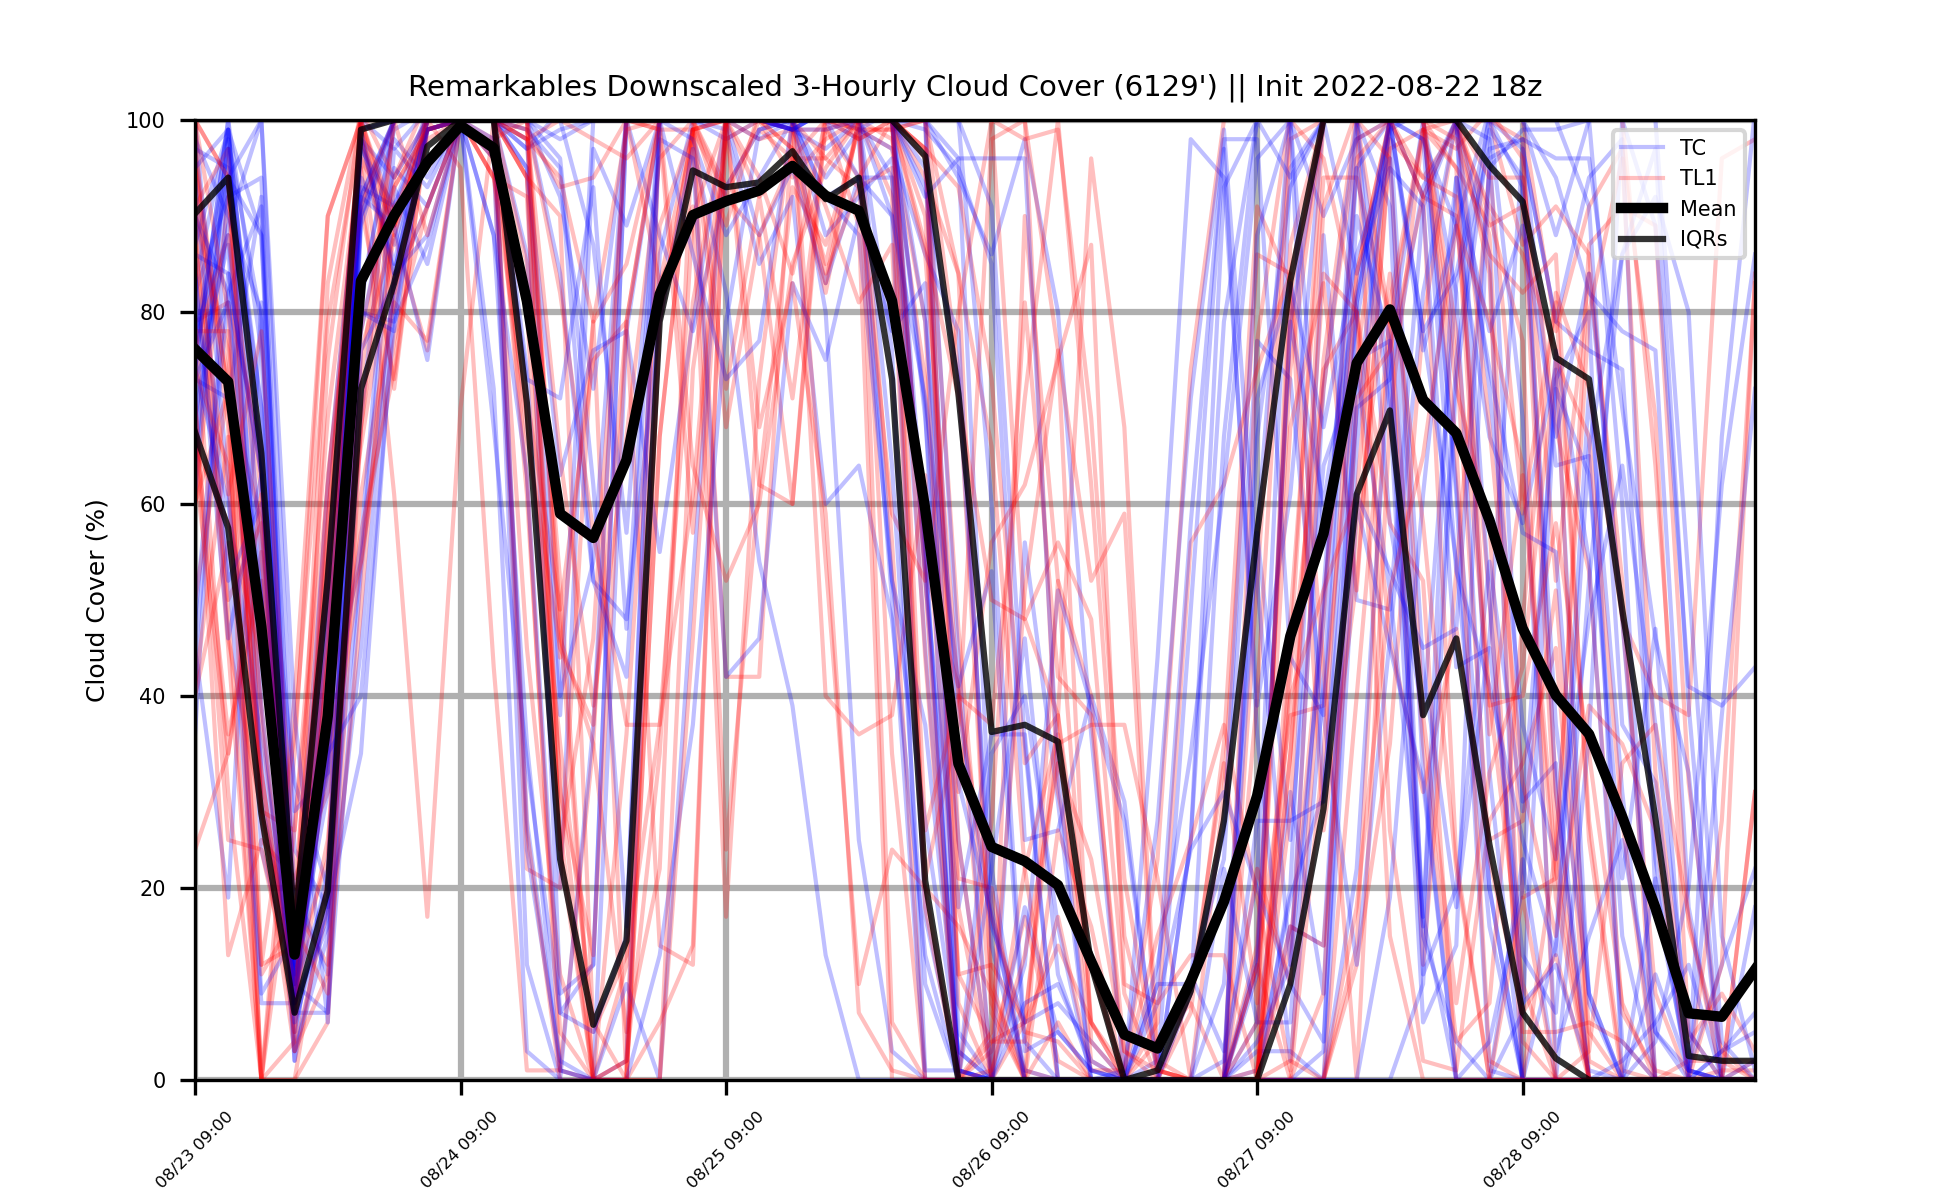 Remarkables Downscaled 3-Hourly Cloud Cover (6129') || Init 2022-08-22 18z
TC
TL1
Mean
IQRs
Cloud Cover (%)
100
80
60
40
20
0
08/23 09:00
08/24 09:00
08/25 09:00
08/26 09:00
08/27 09:00
08/28 09:00